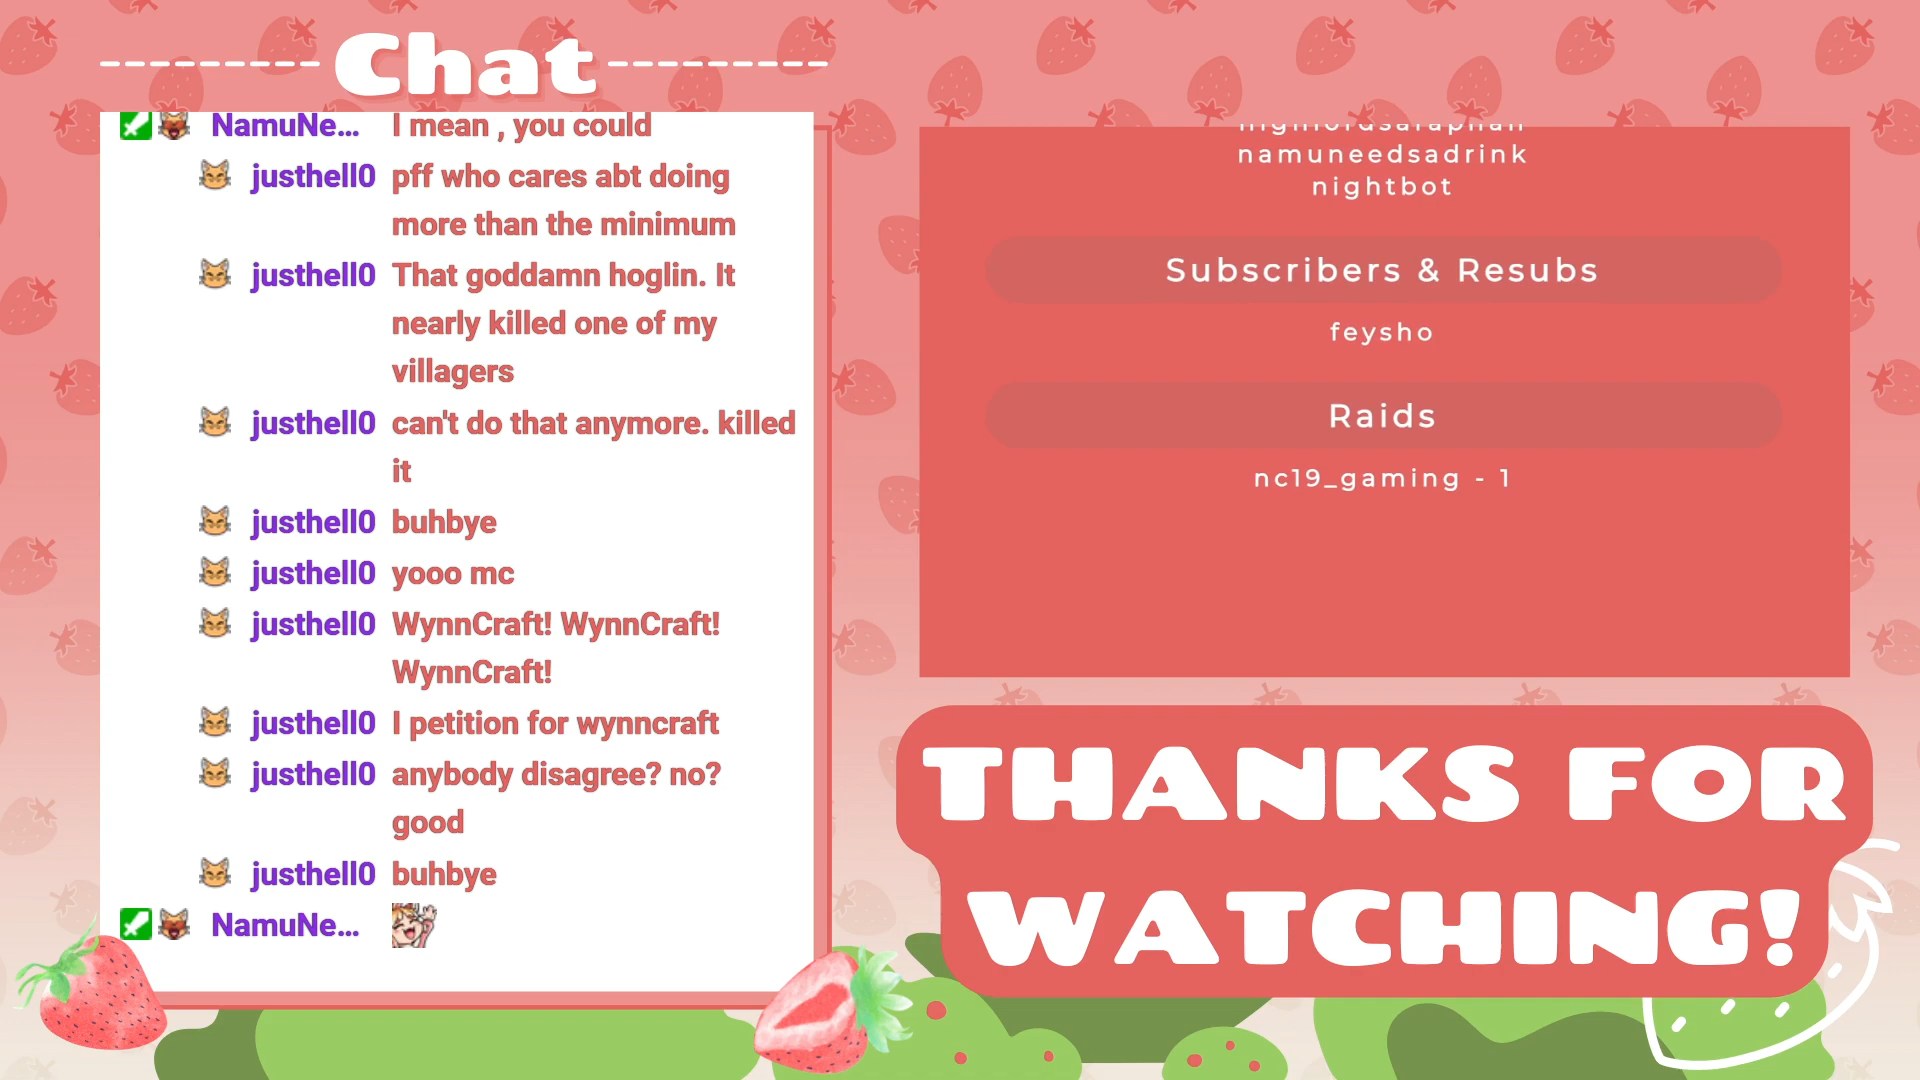 Chat
NamuNe... I mean , you could
justhell0 pff who cares abt doing
more than the minimum
justhell0 That goddamn hoglin. It
nearly killed one of my
villagers
justhell0 can't do that anymore. killed
it
justhell0 buhbye
justhell0 yooo mc
justhell0 WynnCraft! WynnCraft!
WynnCraft!
justhell0 I petition for wynncraft
justhell0 anybody disagree? no?
good
justhell0 buhbye
NamuNe...
namuneedsadrink
nightbot
Subscribers & Resubs
feysho
Raids
nc19_gaming - 1
THANKS FOR
WATCHING!